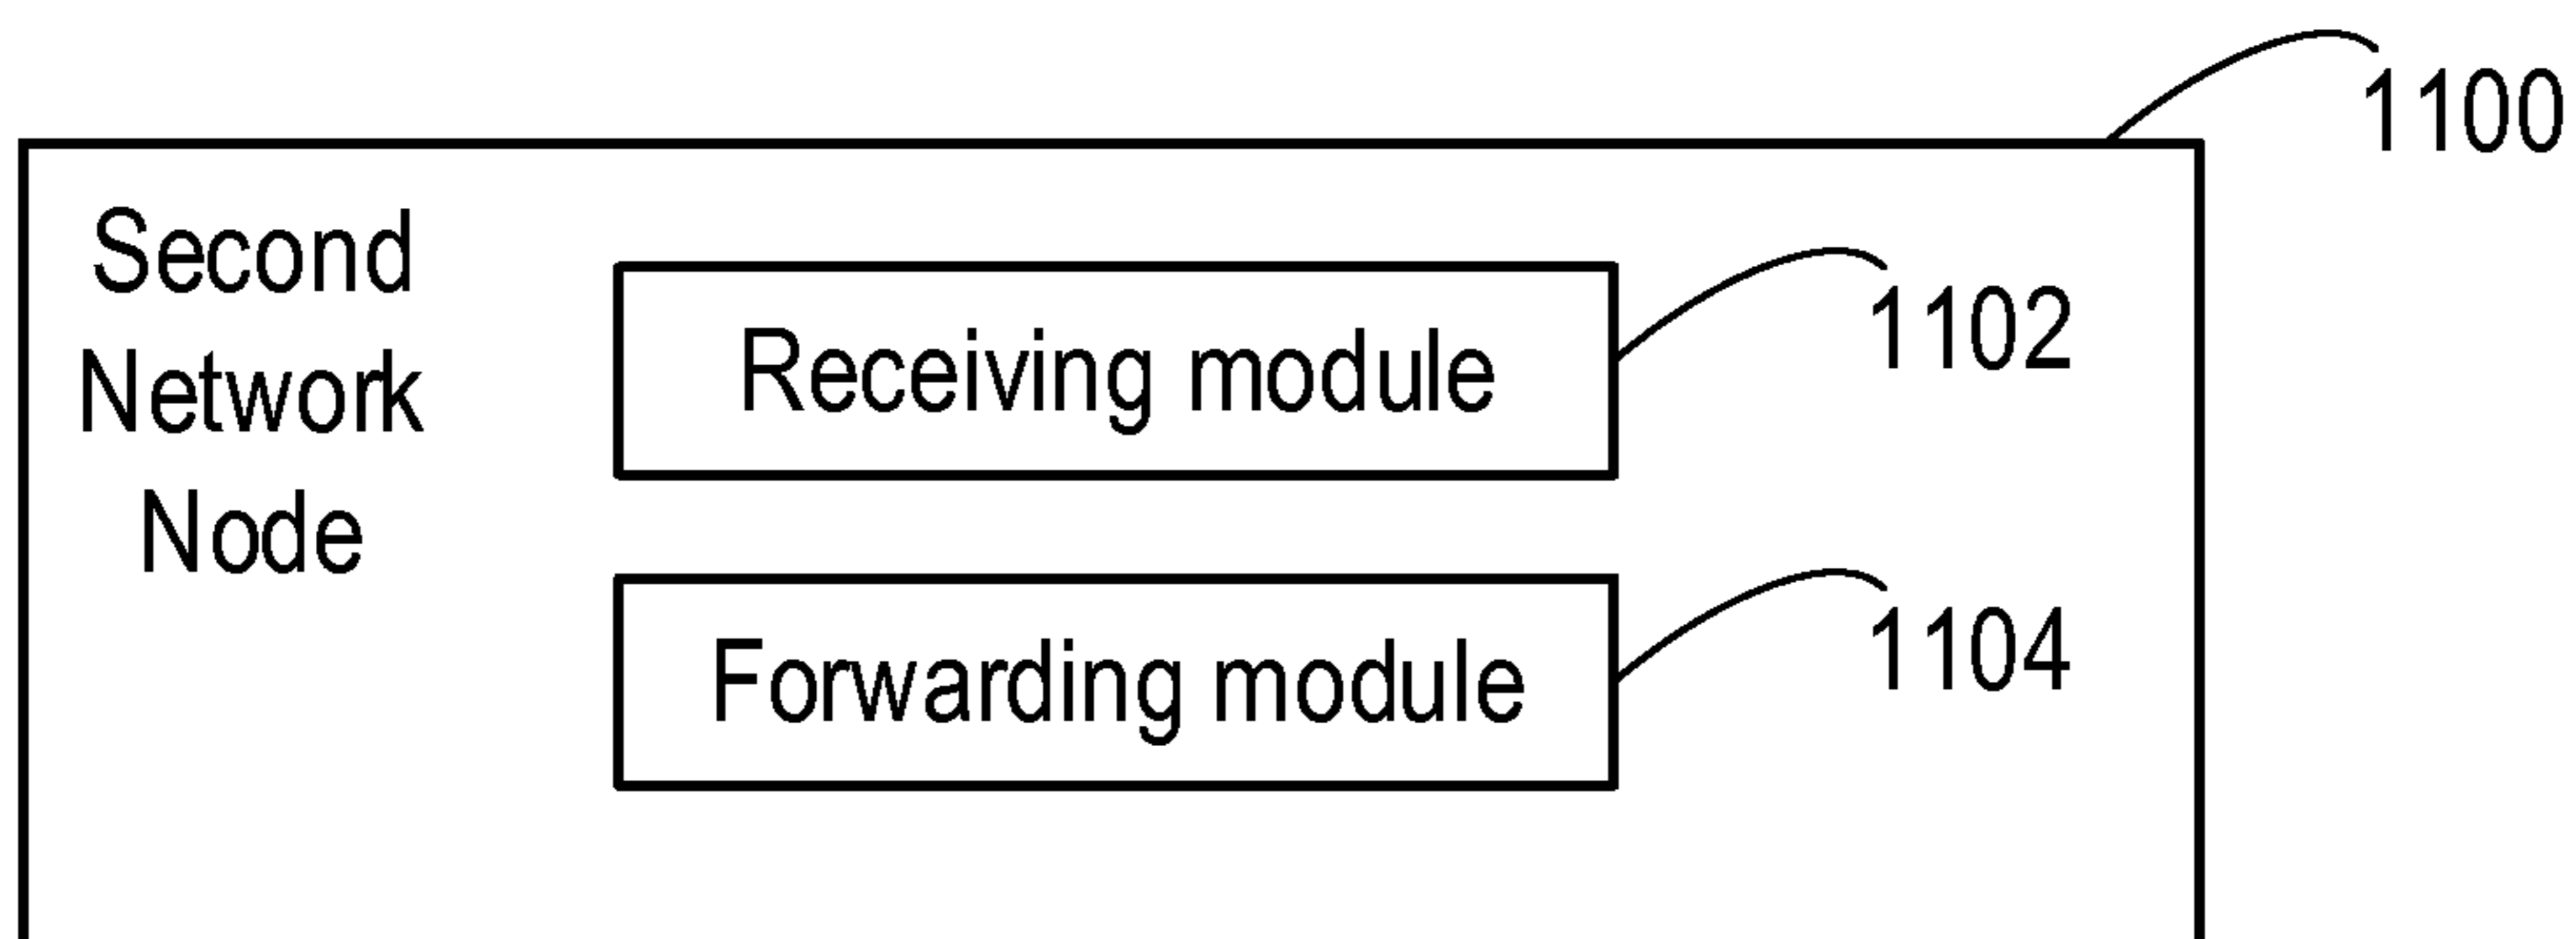 1100
Second
Network
Node
Receiving module
1102
Forwarding module
1104